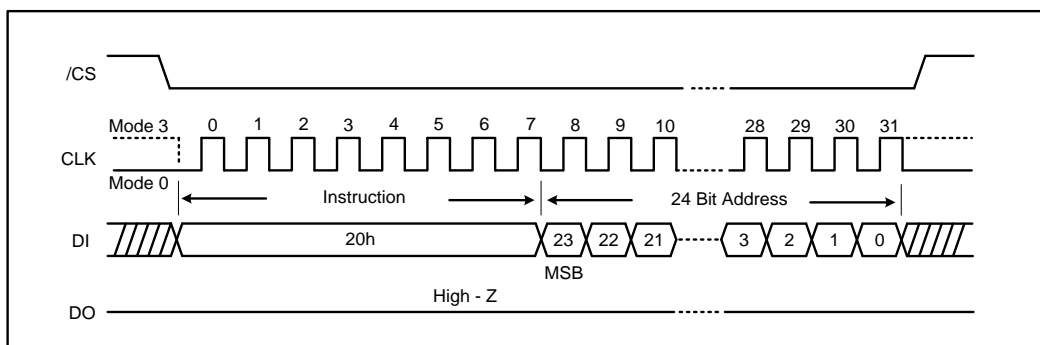 /CS
Mode 3 0 1 2 3 4 5 6 7 8 9 10 28 29 30 31
CLK
Mode 0
Instruction 24 Bit Address
DI 20h 23 22 21 3 2 1 0
MSB
High - Z
DO